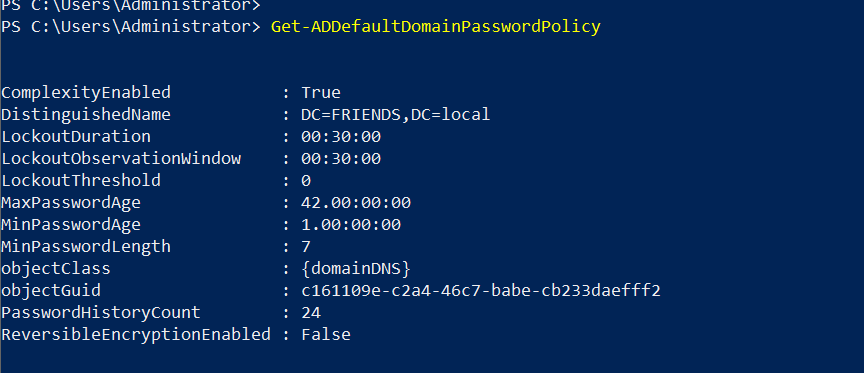 PS C:\Users\Administrator>
PS C:\Users\Administrator> Get-ADDefaultDomainPasswordPolicy
ComplexityEnabled : True
DistinguishedName : DC=FRIENDS,DC=local
LockoutDuration : 00:30:00
LockoutObservationWindow : 00:30:00
LockoutThreshold : 0
MaxPasswordAge : 42.00:00:00
MinPasswordAge : 1.00:00:00
MinPasswordLength : 7
objectClass : {domainDNS}
objectGuid : c161109e-c2a4-46c7-babe-cb233daefff2
PasswordHistoryCount : 24
ReversibleEncryptionEnabled : False